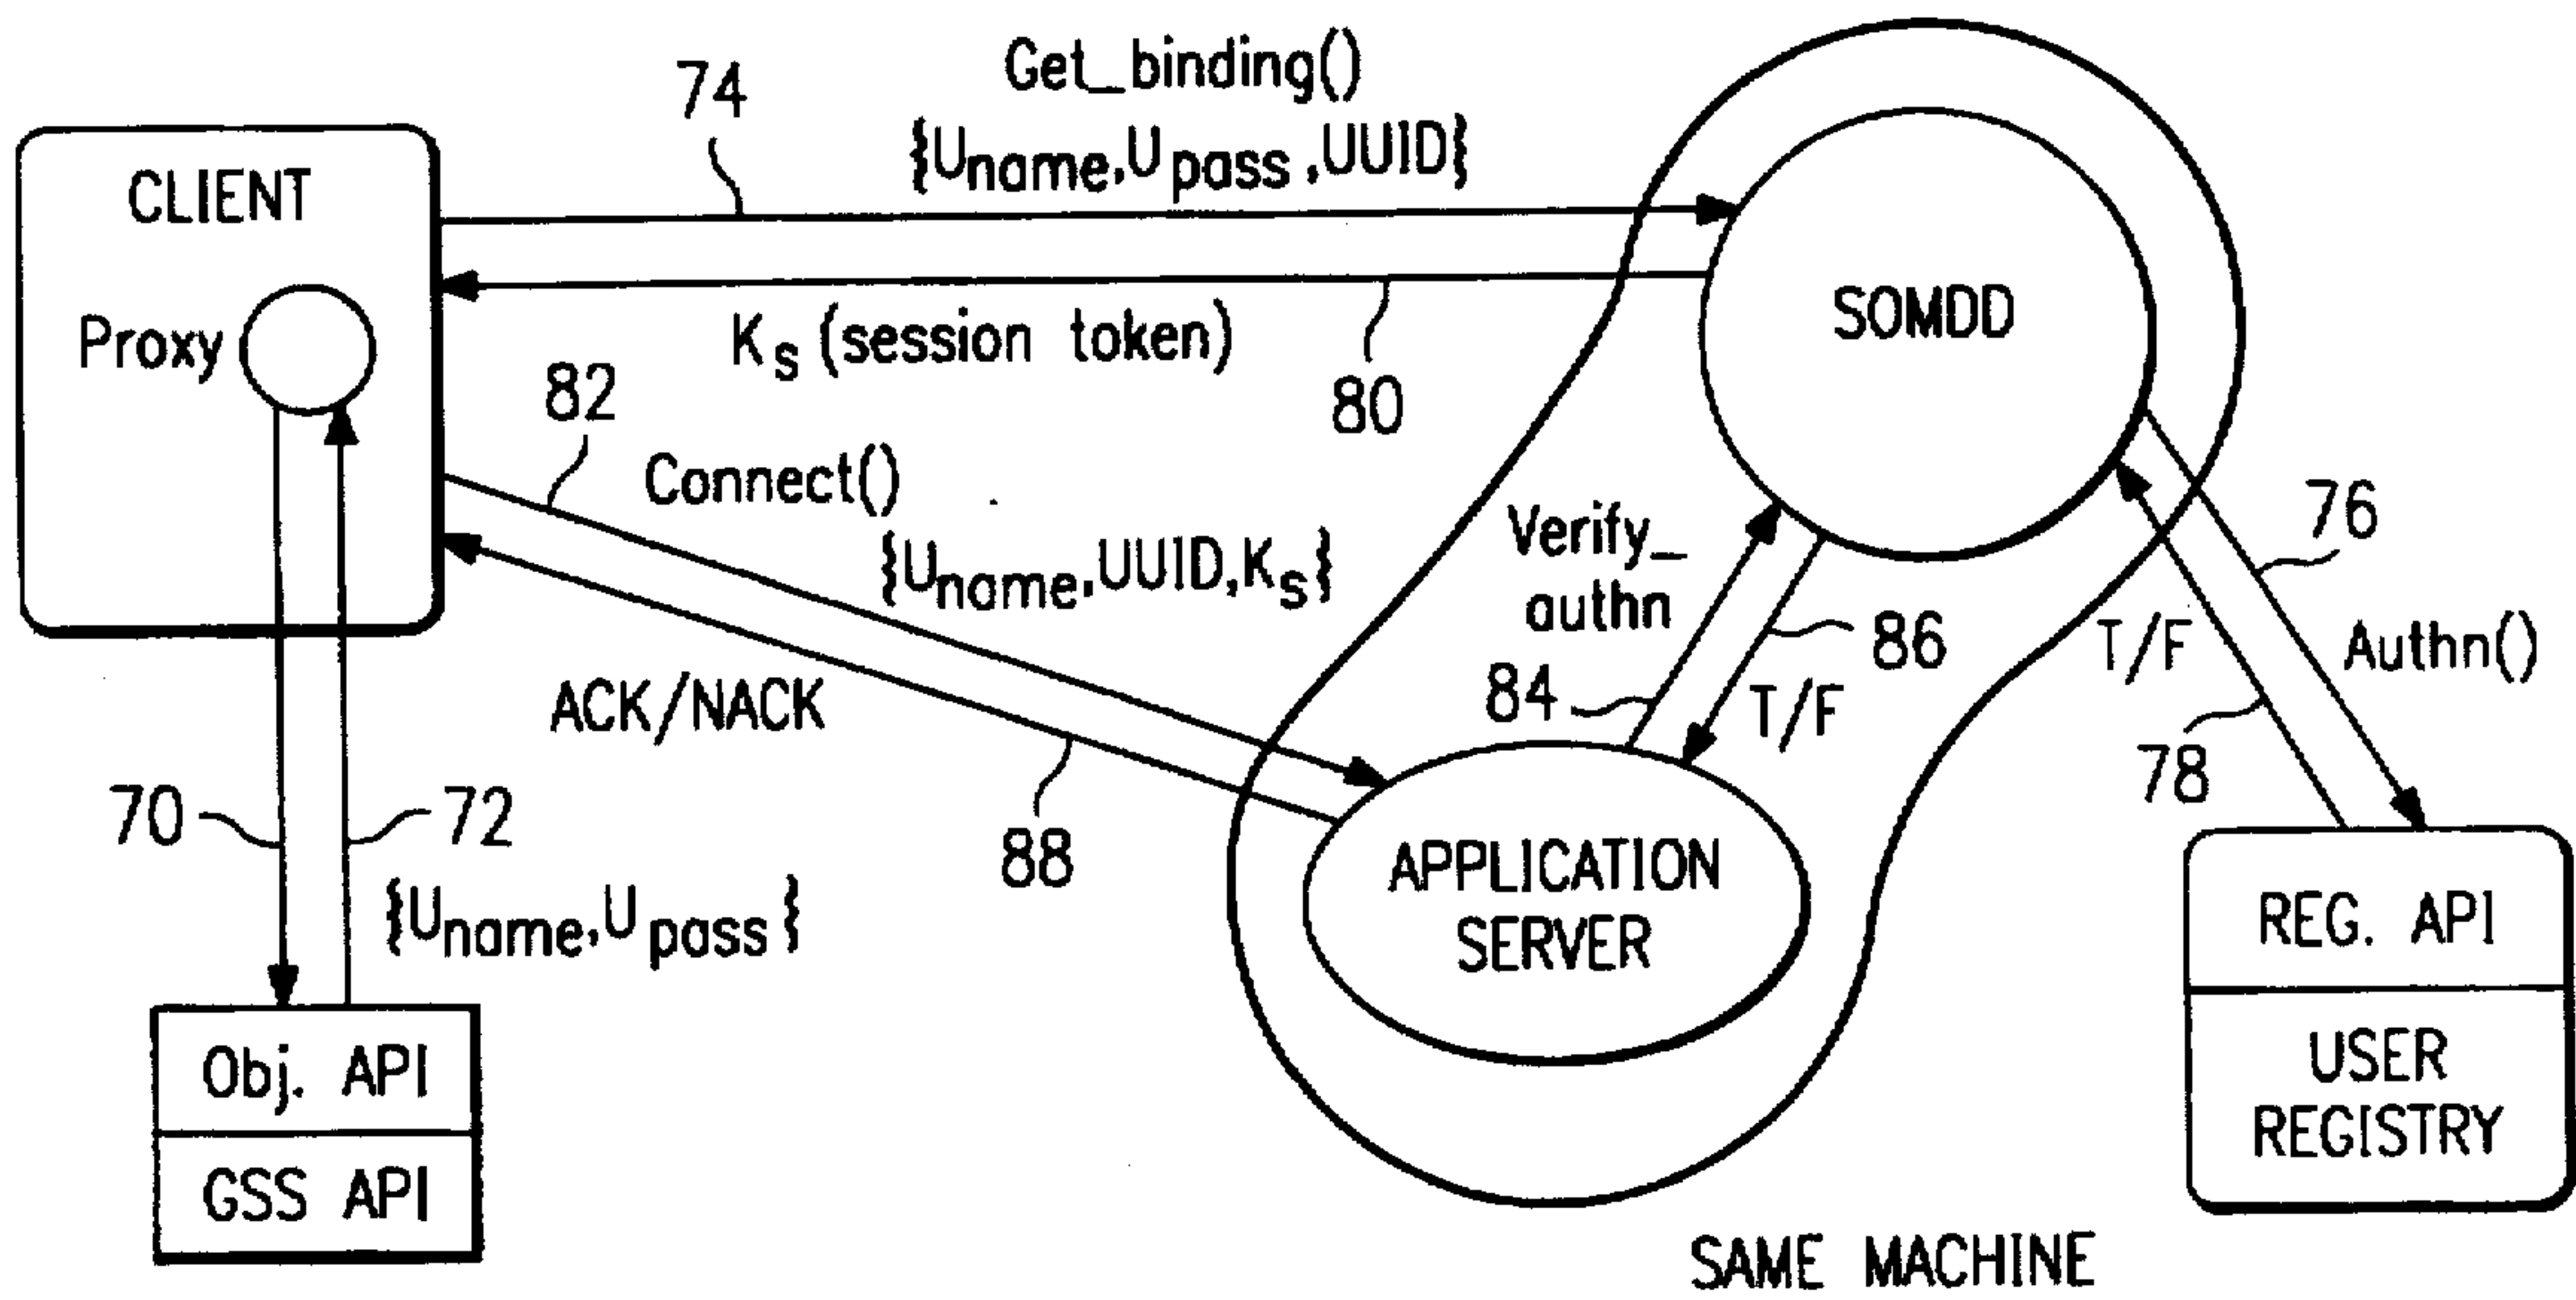 Get_binding()
74
{Uname,Upass,UUID}
CLIENT
Proxy
Ks (session token)
80
SOMDD
82
Connect()
{Uname,UUID,Ks}
Verify_
authn
76
84
86
T/F
T/F
Authn()
78
ACK/NACK
88
70
72
{Uname,Upass}
APPLICATION
SERVER
REG. API
USER
REGISTRY
Obj. API
GSS API
SAME MACHINE